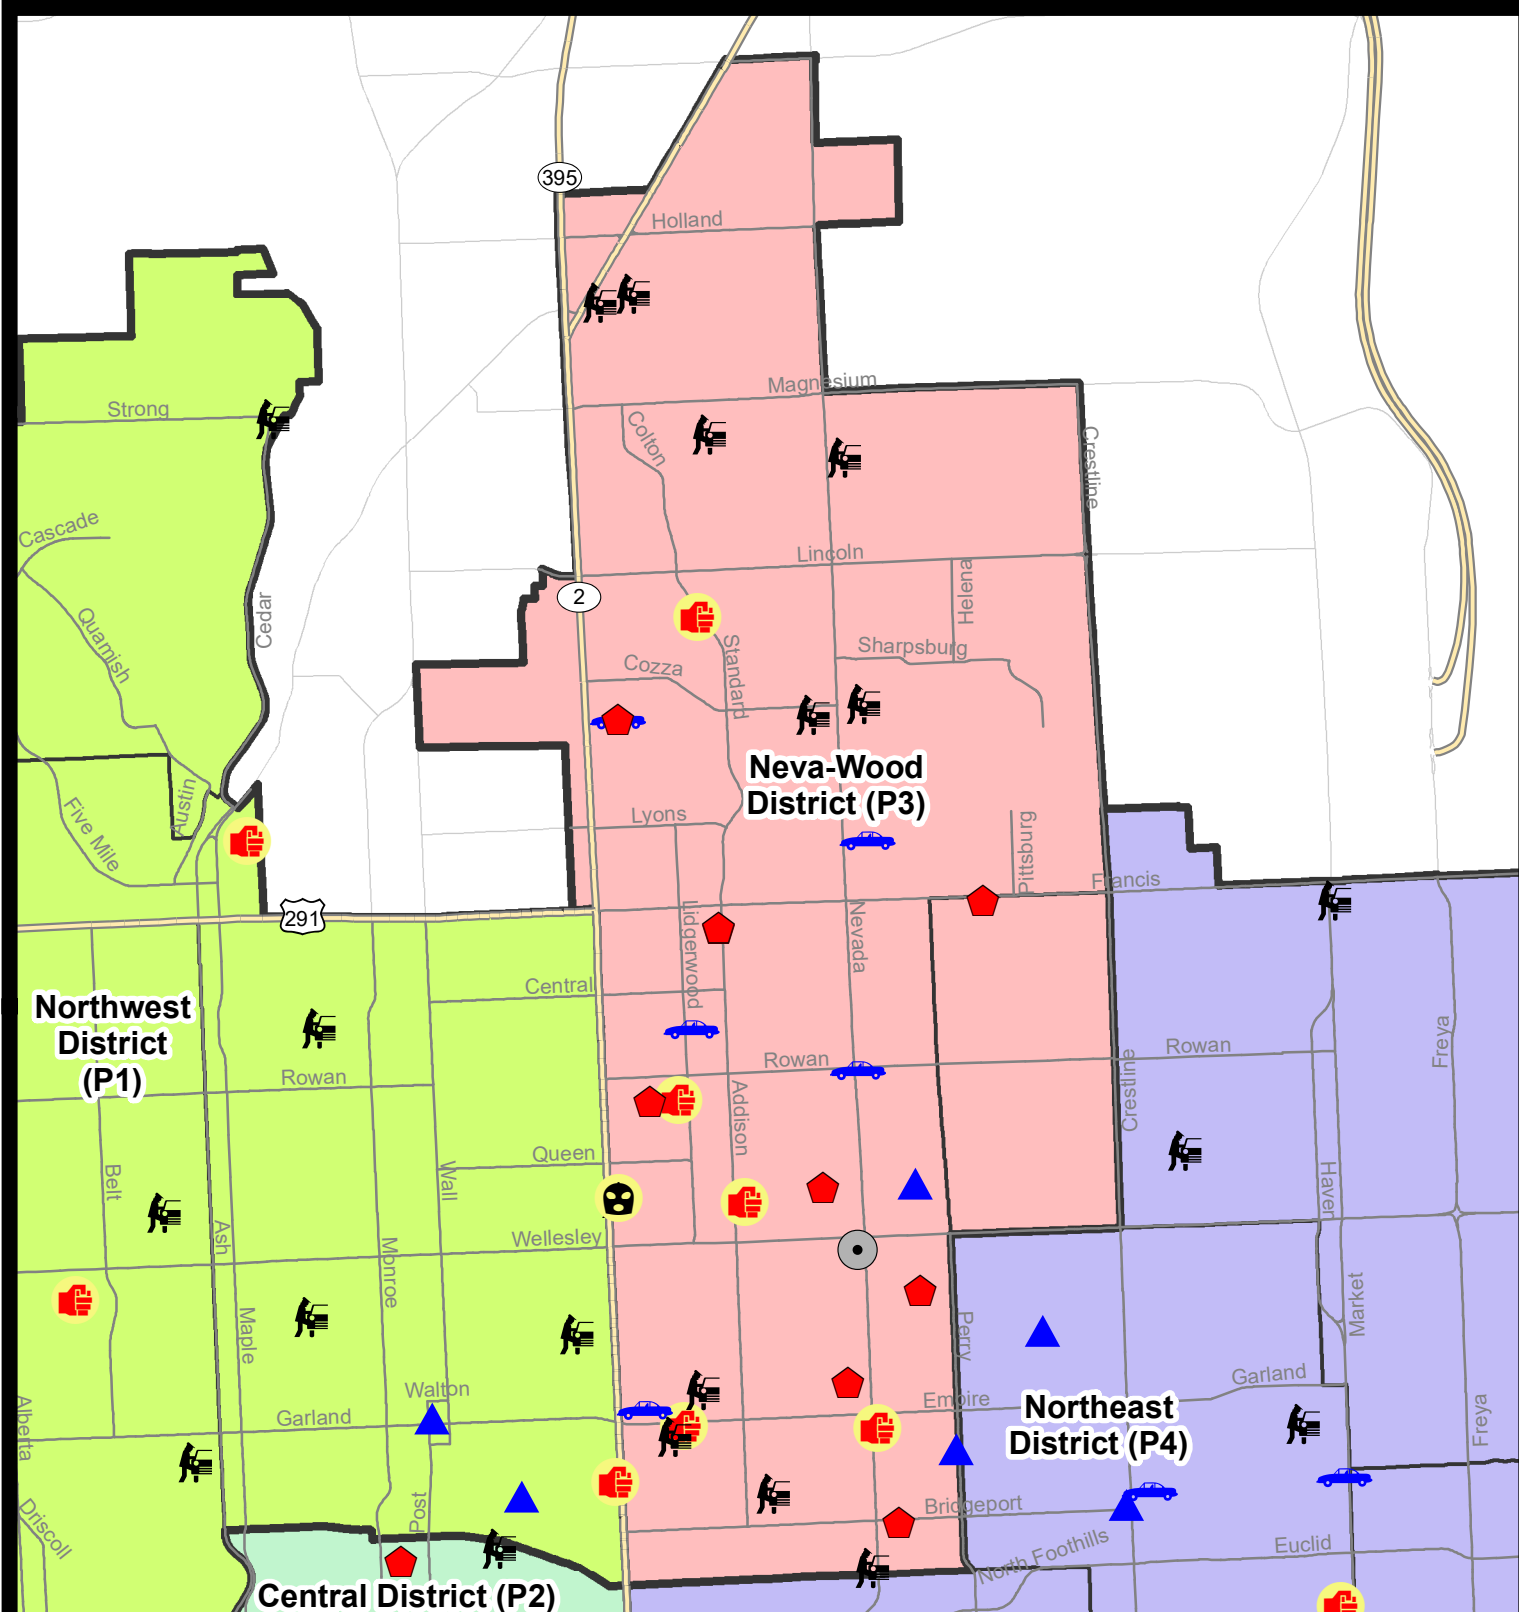 395
Holland
Magnesium
Strong
Colton
Crestline
Cascade
Lincoln
Helena
2
Cedar
Quamish
Standard
Sharpsburg
Cozza
Neva-Wood
District (P3)
Austin
Five Mile
Lyons
Pittsburg
Francis
291
Lidgerwood
Nevada
Central
Northwest
District
(P1)
Freya
Rowan
Rowan
Rowan
Addison
Crestline
Queen
Belt
Wall
Haven
Ash
Wellesley
Monroe
Market
Maple
Perry
Walton
Garland
Empire
Garland
Alberta
Northeast
District (P4)
Freya
Post
Bridgeport
Driscoll
North Foothills
Euclid
Central District (P2)